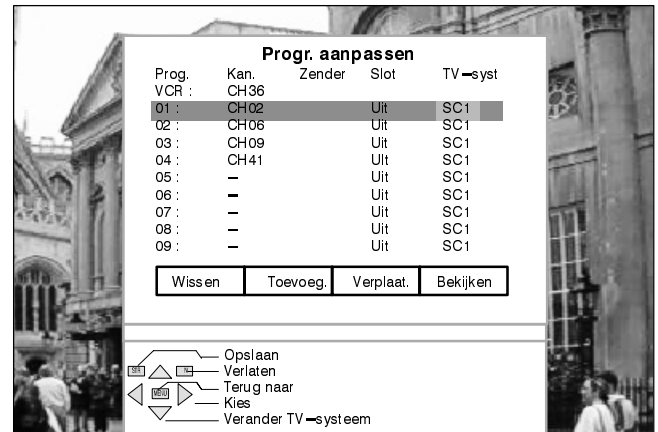 Progr. aanpassen
Prog. Kan. Zender Slot TV-syst
VCR : CH36
01 : CH02 Uit SC1
02 : CH06 Uit SC1
03 : CH09 Uit SC1
04 : CH41 Uit SC1
05 : – Uit SC1
06 : – Uit SC1
07 : – Uit SC1
08 : – Uit SC1
09 : – Uit SC1
Wissen Toevoeg. Verplaat. Bekijken
Opslaan
STR N Verlaten
Terug naar
MENU
Kies
Verander TV-systeem